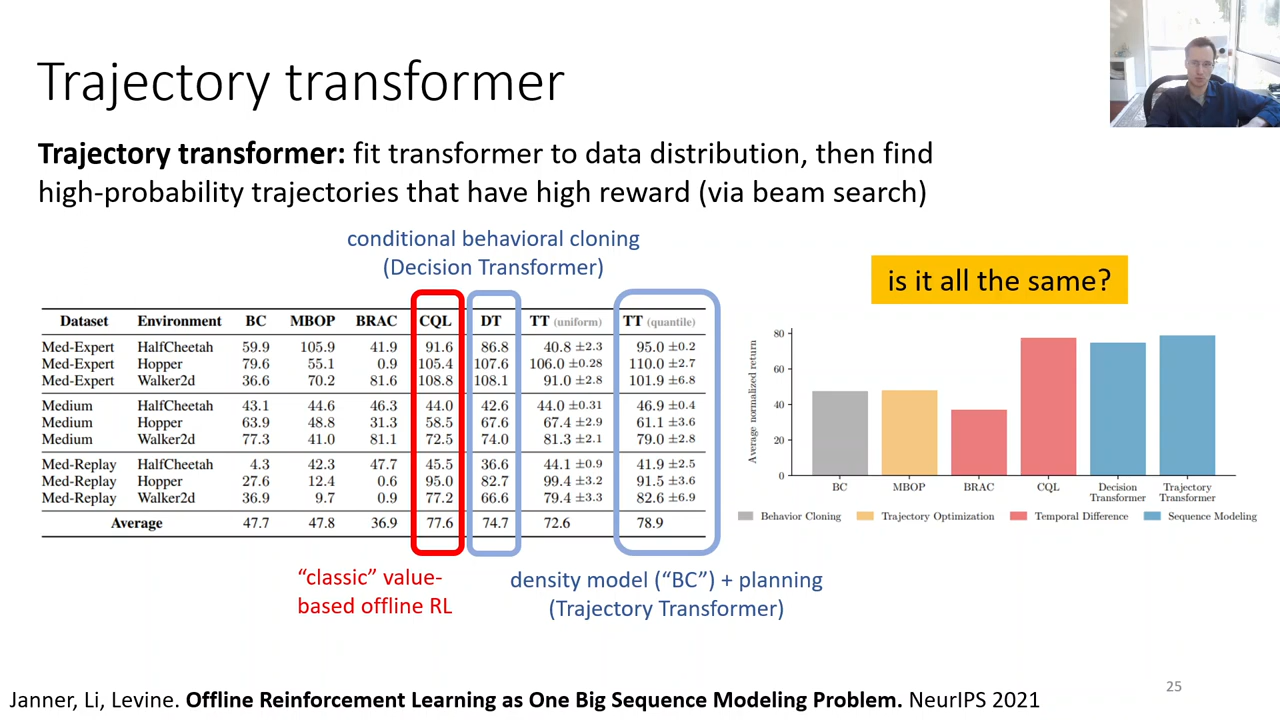 Trajectory transformer
Trajectory transformer: fit transformer to data distribution, then find
high-probability trajectories that have high reward (via beam search)
conditional behavioral cloning
(Decision Transformer)
is it all the same?
Dataset Environment BC MBOP BRAC CQL DT TT (uniform) TT (quantile)
Med-Expert HalfCheetah 59.9 105.9 41.9 91.6 86.8 40.8 ±2.3 95.0 ±0.2
Med-Expert Hopper 79.6 55.1 0.9 105.4 107.6 106.0 ±0.28 110.0 ±2.7
Med-Expert Walker2d 36.6 70.2 81.6 108.8 108.1 91.0 ±2.8 101.9 ±6.8
Medium HalfCheetah 43.1 44.6 46.3 44.0 42.6 44.0 ±0.31 46.9 ±0.4
Medium Hopper 63.9 48.8 31.3 58.5 67.6 67.4 ±2.9 61.1 ±3.6
Medium Walker2d 77.3 41.0 81.1 72.5 74.0 81.3 ±2.1 79.0 ±2.8
Med-Replay HalfCheetah 4.3 42.3 47.7 45.5 36.6 44.1 ±0.9 41.9 ±2.5
Med-Replay Hopper 27.6 12.4 0.6 95.0 82.7 99.4 ±3.2 91.5 ±3.6
Med-Replay Walker2d 36.9 9.7 0.9 77.2 66.6 79.4 ±3.3 82.6 ±6.9
Average 47.7 47.8 36.9 77.6 74.7 72.6 78.9
Average normalized return
80
60
40
20
0
BC MBOP BRAC CQL Decision Trajectory
Transformer Transformer
Behavior Cloning Trajectory Optimization Temporal Difference Sequence Modeling
“classic” value-
based offline RL
density model (“BC”) + planning
(Trajectory Transformer)
25
Janner, Li, Levine. Offline Reinforcement Learning as One Big Sequence Modeling Problem. NeurIPS 2021